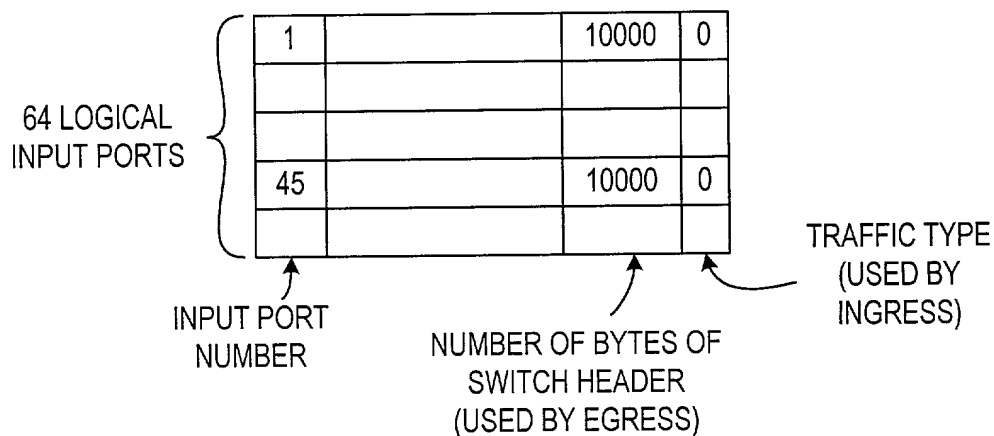 1 10000 0
64 LOGICAL
INPUT PORTS
45 10000 0
TRAFFIC TYPE
(USED BY
INGRESS)
INPUT PORT
NUMBER
NUMBER OF BYTES OF
SWITCH HEADER
(USED BY EGRESS)